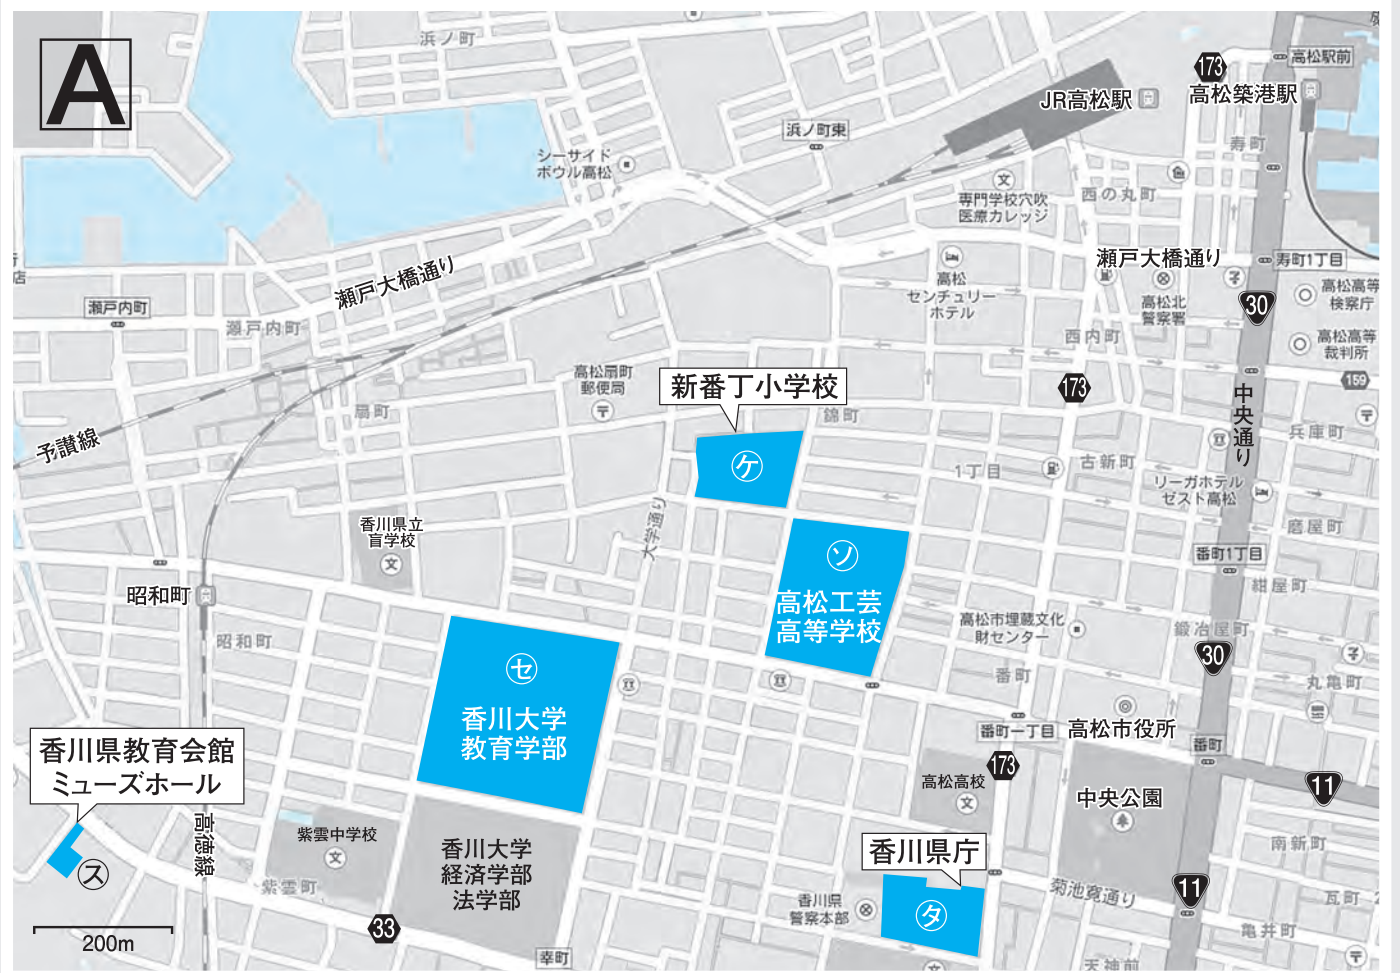 A
浜ノ町
173
高松駅前
JR高松駅
高松築港駅
浜ノ町東
寿町
シーサイド
ボウル高松
専門学校穴吹
医療カレッジ
西の丸町
瀬戸大橋通り
瀬戸大橋通り
寿町1丁目
高松
センチュリー
ホテル
高松北
警察署
30
高松高等
検察庁
瀬戸内町
瀬戸内町
西内町
高松高等
裁判所
高松扇町
郵便局
新番丁小学校
173
159
扇町
錦町
中央通り
兵庫町
予讃線
ケ
1丁目
古新町
リーガホテル
ゼスト高松
大学通り
香川県立
盲学校
文
磨屋町
ソ
高松工芸
高等学校
番町1丁目
紺屋町
昭和町
昭和町
高松市埋蔵文化
財センター
鍛冶屋町
30
セ
香川大学
教育学部
番町
丸亀町
番町一丁目
高松市役所
番町
香川県教育会館
ミューズホール
173
高松高校
文
中央公園
11
高徳線
紫雲中学校
文
香川大学
経済学部
法学部
香川県庁
南新町
ス
紫雲町
菊池寛通り
11
瓦町
香川県
警察本部
タ
33
亀井町
200m
幸町
天神前